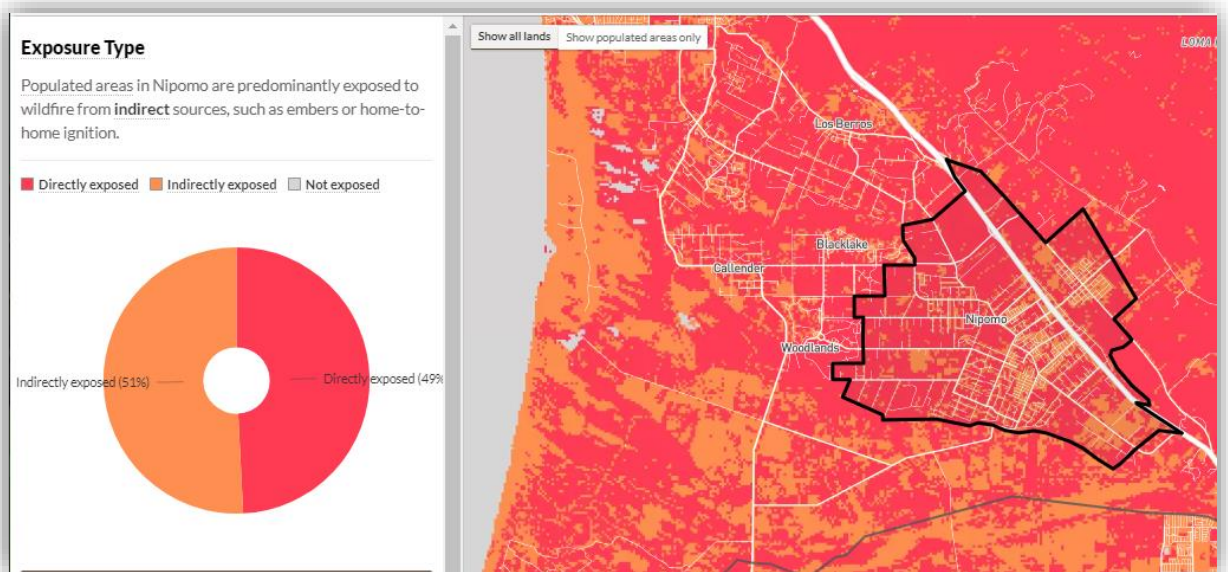 Exposure Type
Populated areas in Nipomo are predominantly exposed to
wildfire from indirect sources, such as embers or home-to-
home ignition.
Directly exposed Indirectly exposed Not exposed
Indirectly exposed (51%)
Directly exposed (49%
Show all lands Show populated areas only
Los Berros
Blacklake
Callender
Nipomo
Woodlands